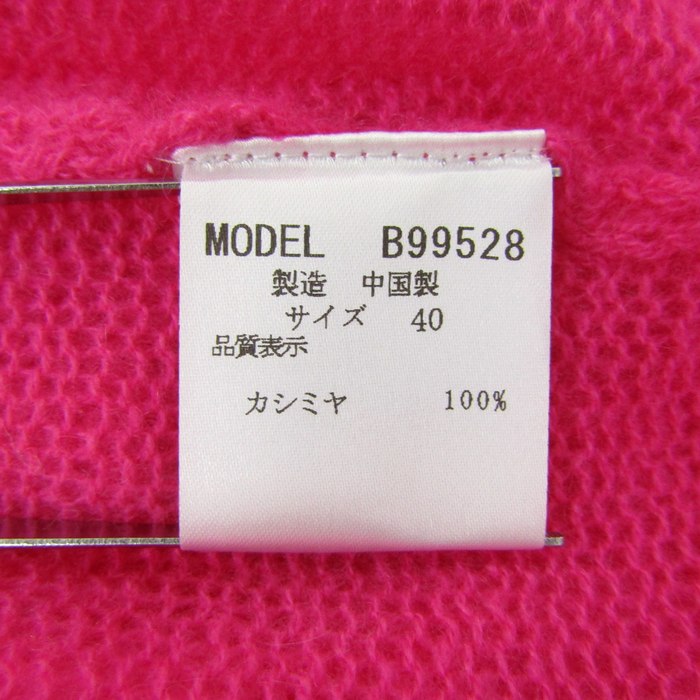 MODEL B99528
製造 中国製
サイズ 40
品質表示
カシミヤ 100%